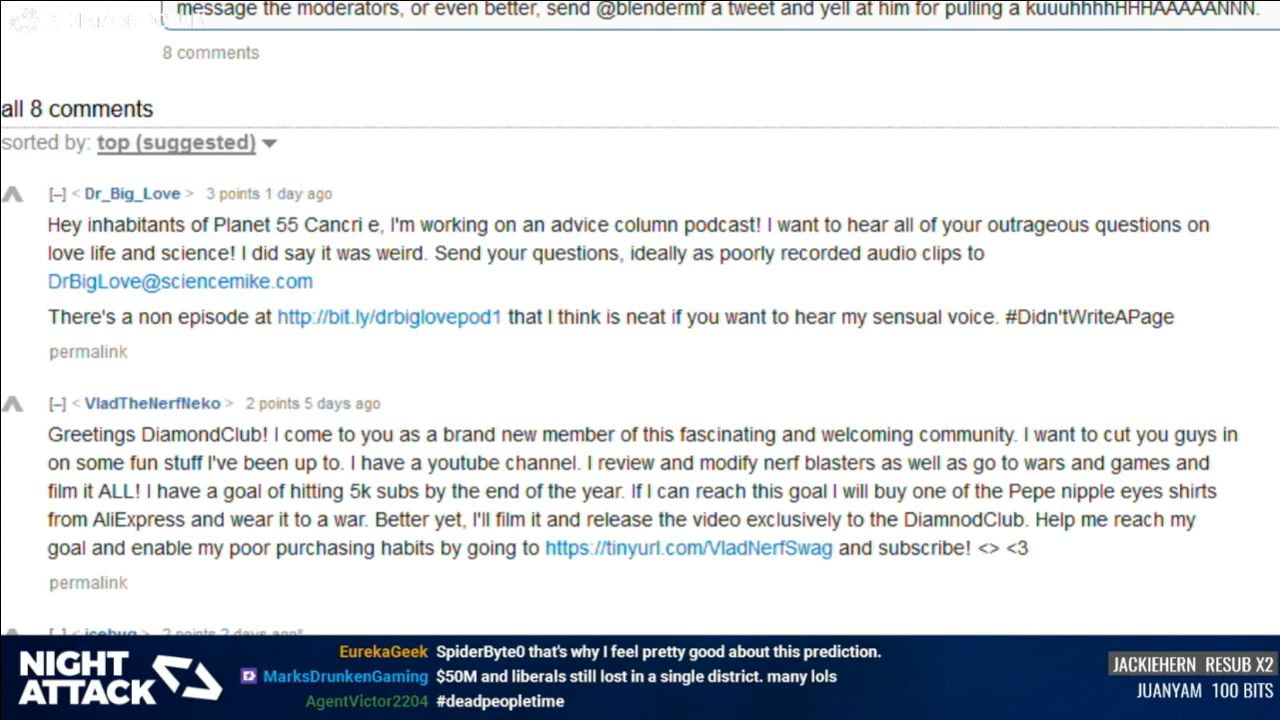 message the moderators, or even better, send @blendermf a tweet and yell at him for pulling a kuuuhhhhHHHAAAAANNN.
8 comments
all 8 comments
sorted by: top (suggested)
[–] < Dr_Big_Love > 3 points 1 day ago
Hey inhabitants of Planet 55 Cancri e, I'm working on an advice column podcast! I want to hear all of your outrageous questions on
love life and science! I did say it was weird. Send your questions, ideally as poorly recorded audio clips to
DrBigLove@sciencemike.com
There's a non episode at http://bit.ly/drbiglovepod1 that I think is neat if you want to hear my sensual voice. #Didn'tWriteAPage
permalink
[–] < VladTheNerfNeko > 2 points 5 days ago
Greetings DiamondClub! I come to you as a brand new member of this fascinating and welcoming community. I want to cut you guys in
on some fun stuff I've been up to. I have a youtube channel. I review and modify nerf blasters as well as go to wars and games and
film it ALL! I have a goal of hitting 5k subs by the end of the year. If I can reach this goal I will buy one of the Pepe nipple eyes shirts
from AliExpress and wear it to a war. Better yet, I'll film it and release the video exclusively to the DiamnodClub. Help me reach my
goal and enable my poor purchasing habits by going to https://tinyurl.com/VladNerfSwag and subscribe! <> <3
permalink
[–] < isebug > 2 points 2 days ago*
NIGHT
ATTACK
EurekaGeek SpiderByte0 that's why I feel pretty good about this prediction.
MarksDrunkenGaming $50M and liberals still lost in a single district. many lols
AgentVictor2204 #deadpeopletime
JACKIEHERN RESUB X2
JUANYAM 100 BITS